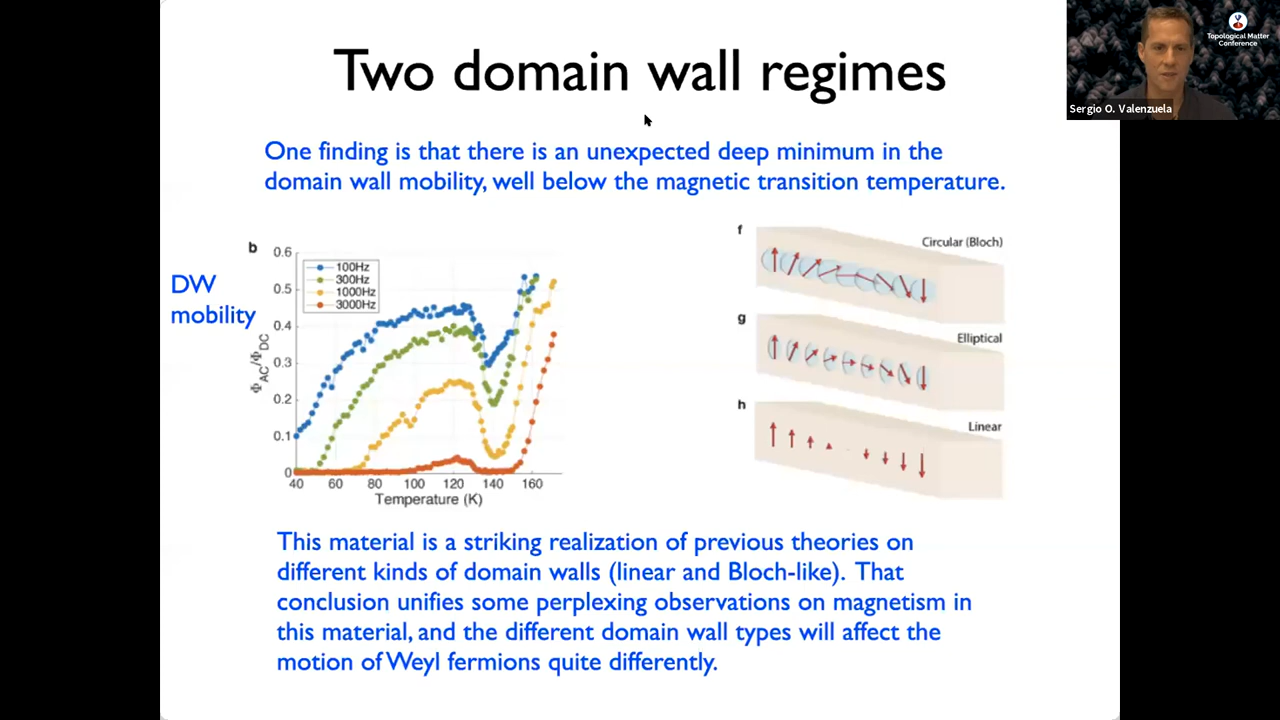 Two domain wall regimes
Topological Matter
Conference
Sergio O. Valenzuela
One finding is that there is an unexpected deep minimum in the
domain wall mobility, well below the magnetic transition temperature.
DW
mobility
b
0.6
0.5
0.4
0.3
0.2
0.1
0
Φ_AC/Φ_DC
100Hz
300Hz
1000Hz
3000Hz
40 60 80 100 120 140 160
Temperature (K)
f
Circular (Bloch)
g
Elliptical
h
Linear
This material is a striking realization of previous theories on
different kinds of domain walls (linear and Bloch-like). That
conclusion unifies some perplexing observations on magnetism in
this material, and the different domain wall types will affect the
motion of Weyl fermions quite differently.